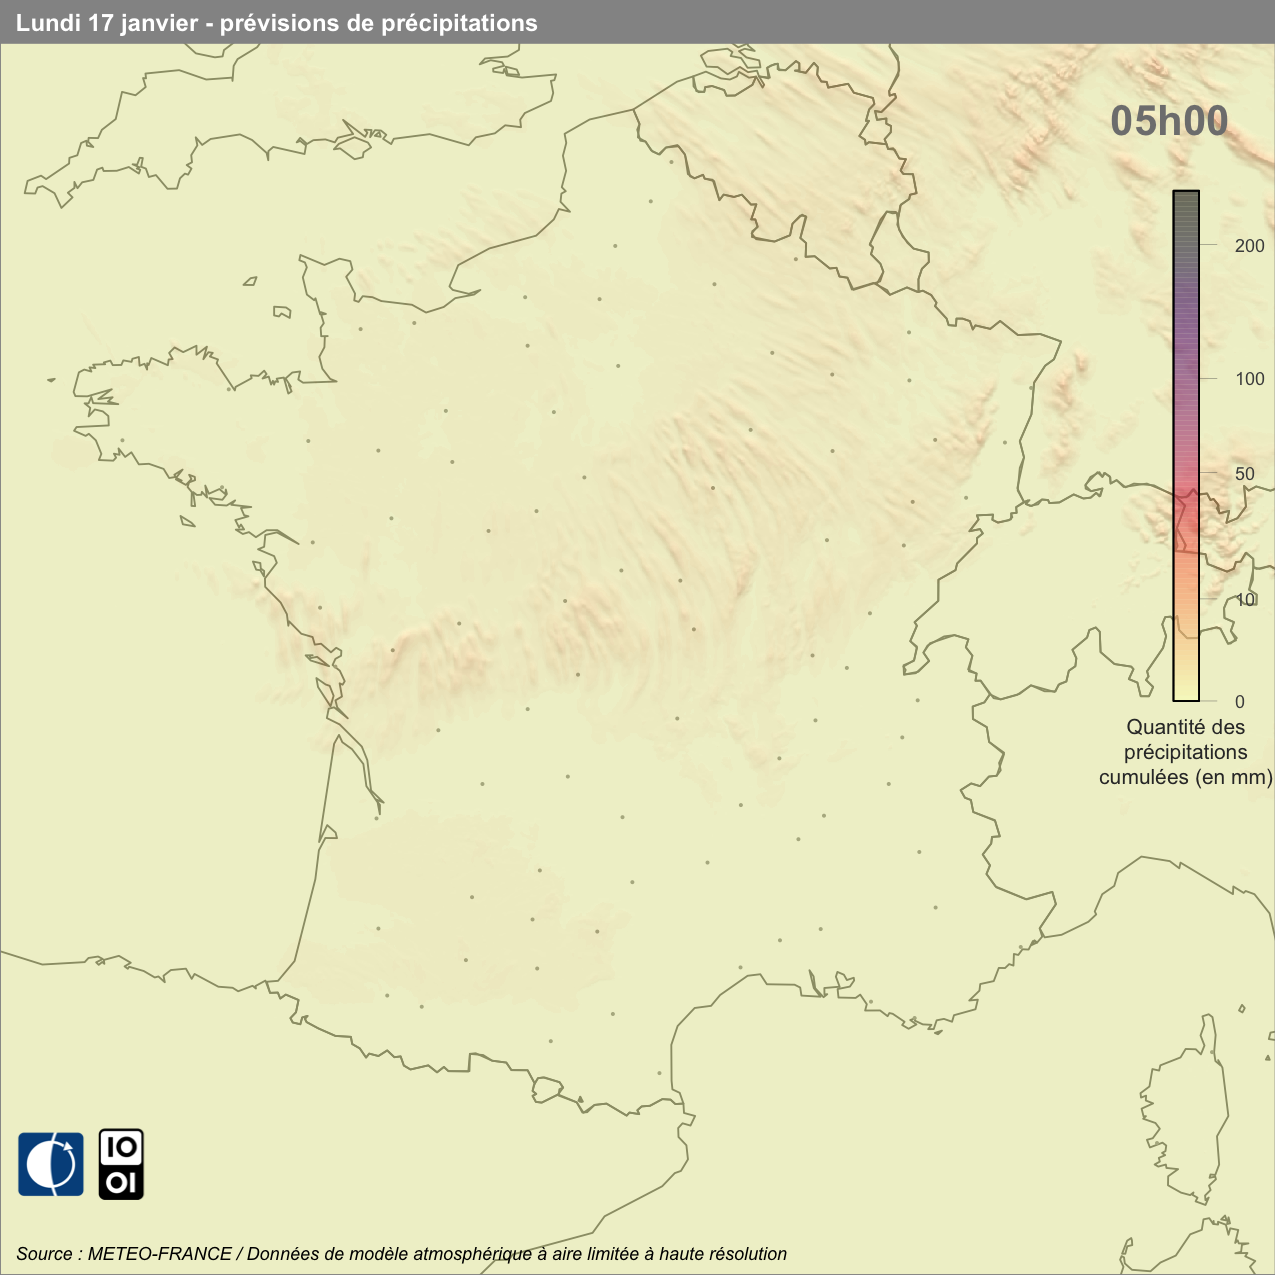 Lundi 17 janvier - prévisions de précipitations
05h00
200
100
50
10
0
Quantité des
précipitations
cumulées (en mm)
IO
OI
Source : METEO-FRANCE / Données de modèle atmosphérique à aire limitée à haute résolution